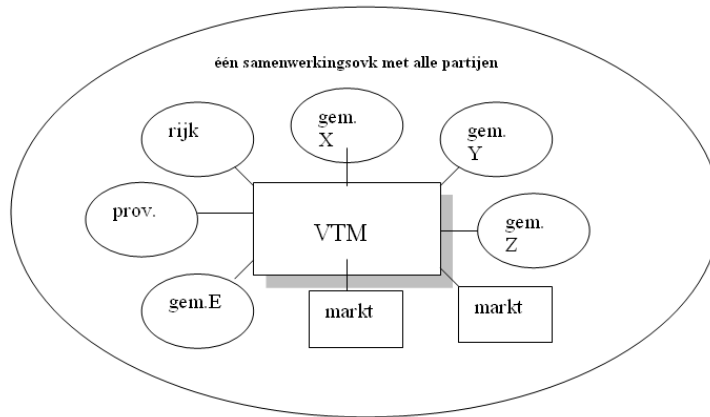 één samenwerkingsovk met alle partijen
rijk
gem.
X
gem.
Y
prov.
VTM
gem.
Z
gem.E
markt
markt